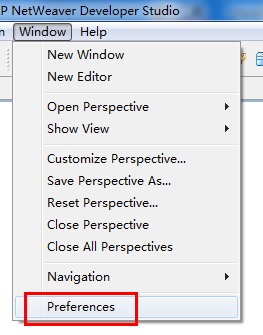 P NetWeaver Developer Studio
n Window Help
New Window
New Editor
Open Perspective
Show View
Customize Perspective...
Save Perspective As...
Reset Perspective...
Close Perspective
Close All Perspectives
Navigation
Preferences